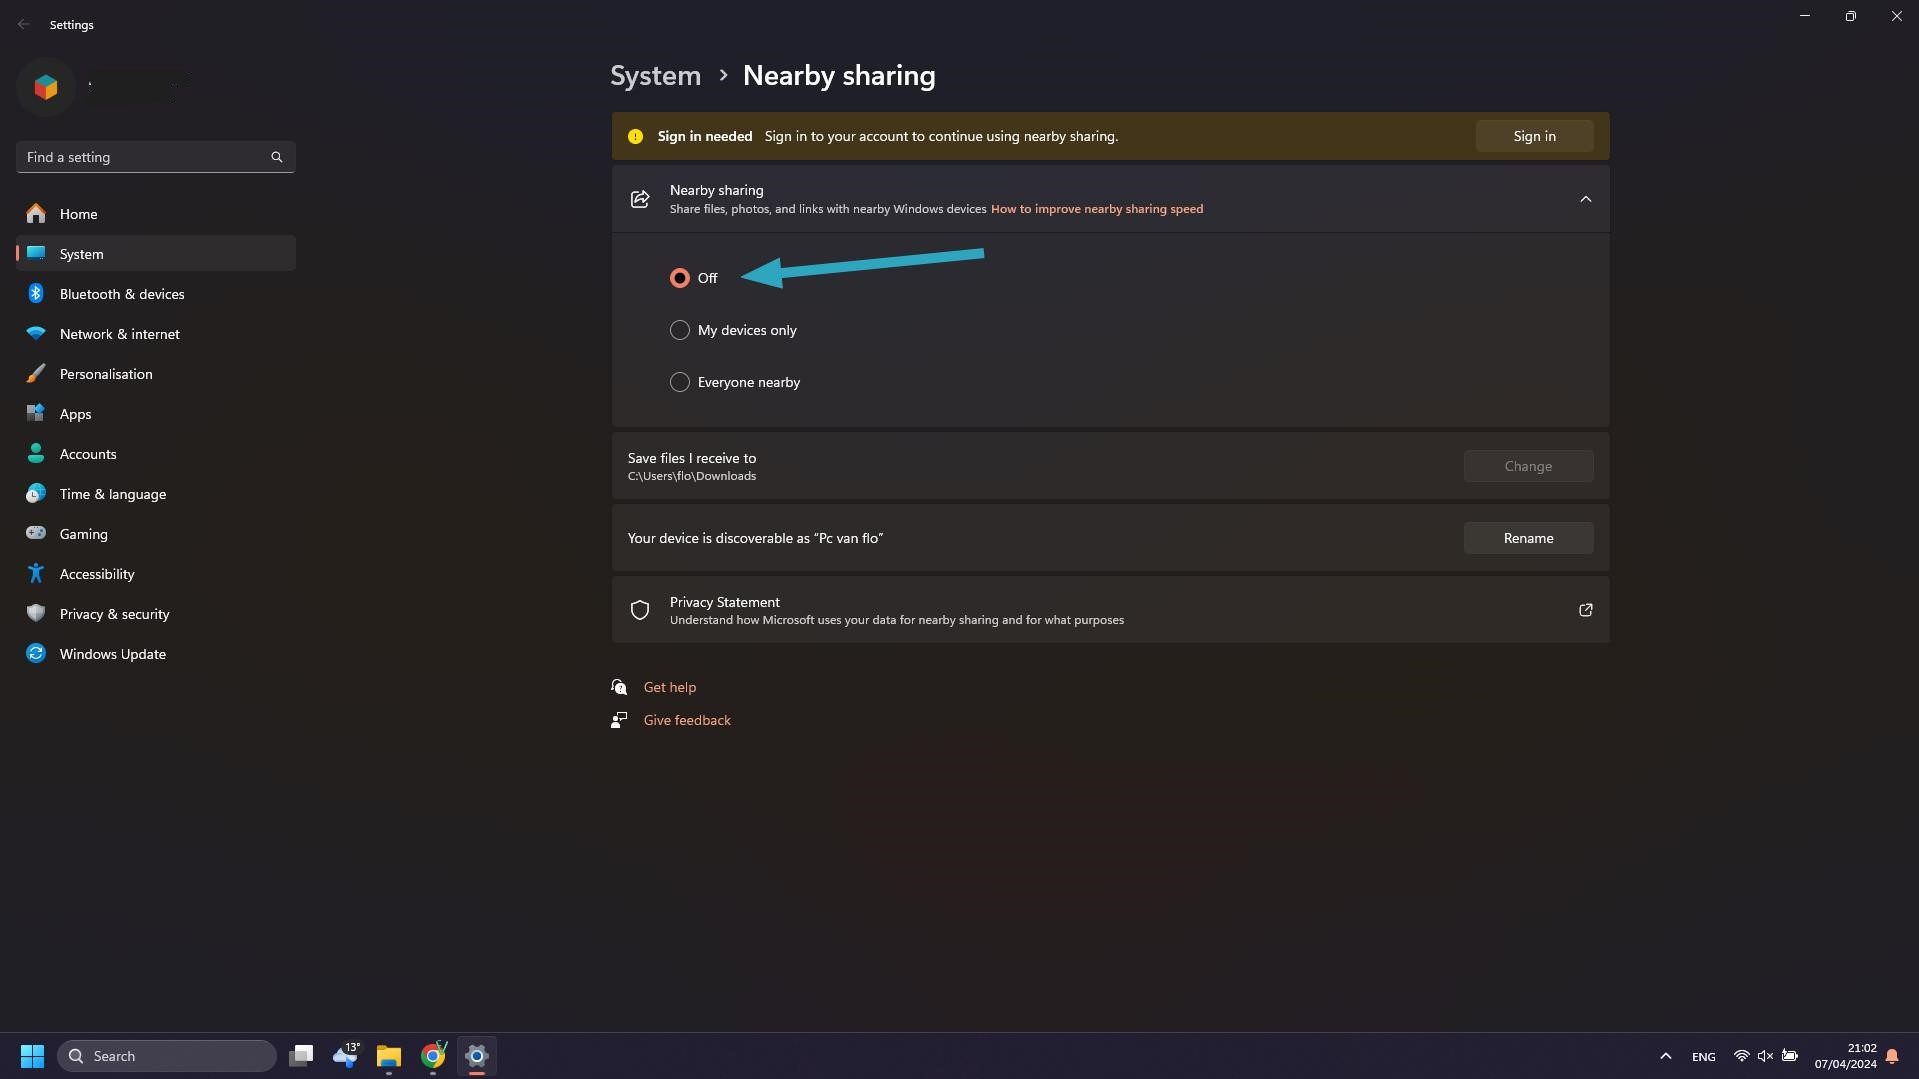 Settings
System > Nearby sharing
Sign in needed Sign in to your account to continue using nearby sharing.
Sign in
Find a setting
Nearby sharing
Share files, photos, and links with nearby Windows devices How to improve nearby sharing speed
Home
System
Bluetooth & devices
Network & internet
Personalisation
Apps
Accounts
Time & language
Gaming
Accessibility
Privacy & security
Windows Update
Off
My devices only
Everyone nearby
Save files I receive to
C:\Users\flo\Downloads
Change
Your device is discoverable as “Pc van flo”
Rename
Privacy Statement
Understand how Microsoft uses your data for nearby sharing and for what purposes
Get help
Give feedback
Search
13°
ENG
21:02
07/04/2024